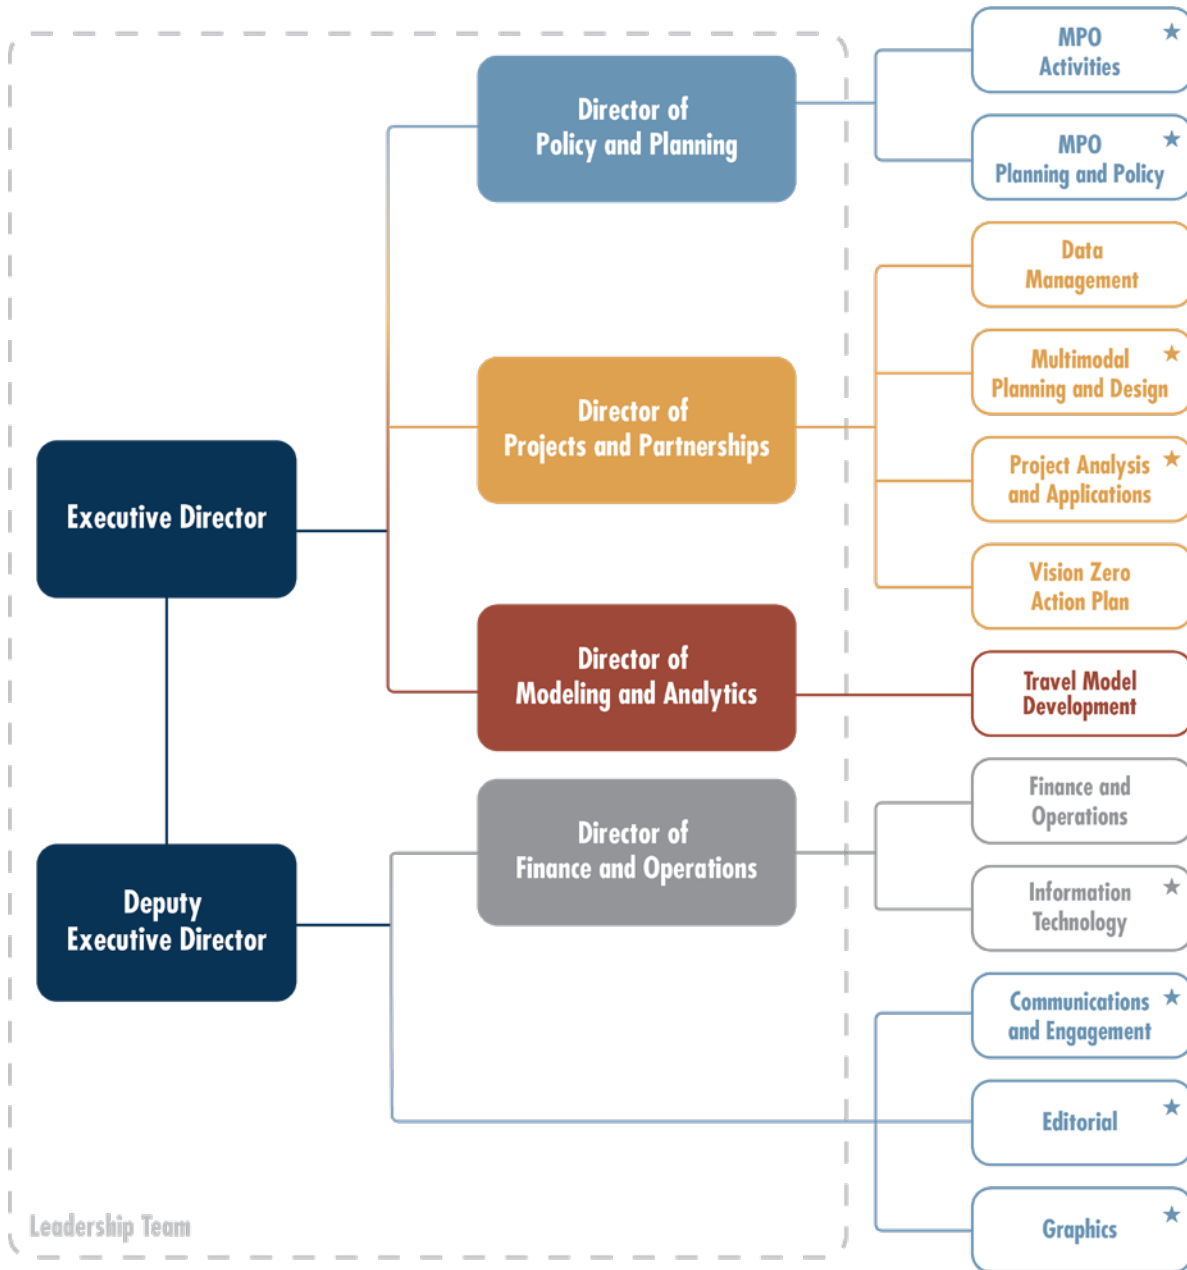 MPO
Activities
Director of
Policy and Planning
MPO
Planning and Policy
Data
Management
Multimodal
Planning and Design
Director of
Projects and Partnerships
Project Analysis
and Applications
Executive Director
Vision Zero
Action Plan
Director of
Modeling and Analytics
Travel Model
Development
Finance and
Operations
Director of
Finance and Operations
Information
Technology
Deputy
Executive Director
Communications
and Engagement
Editorial
Graphics
Leadership Team